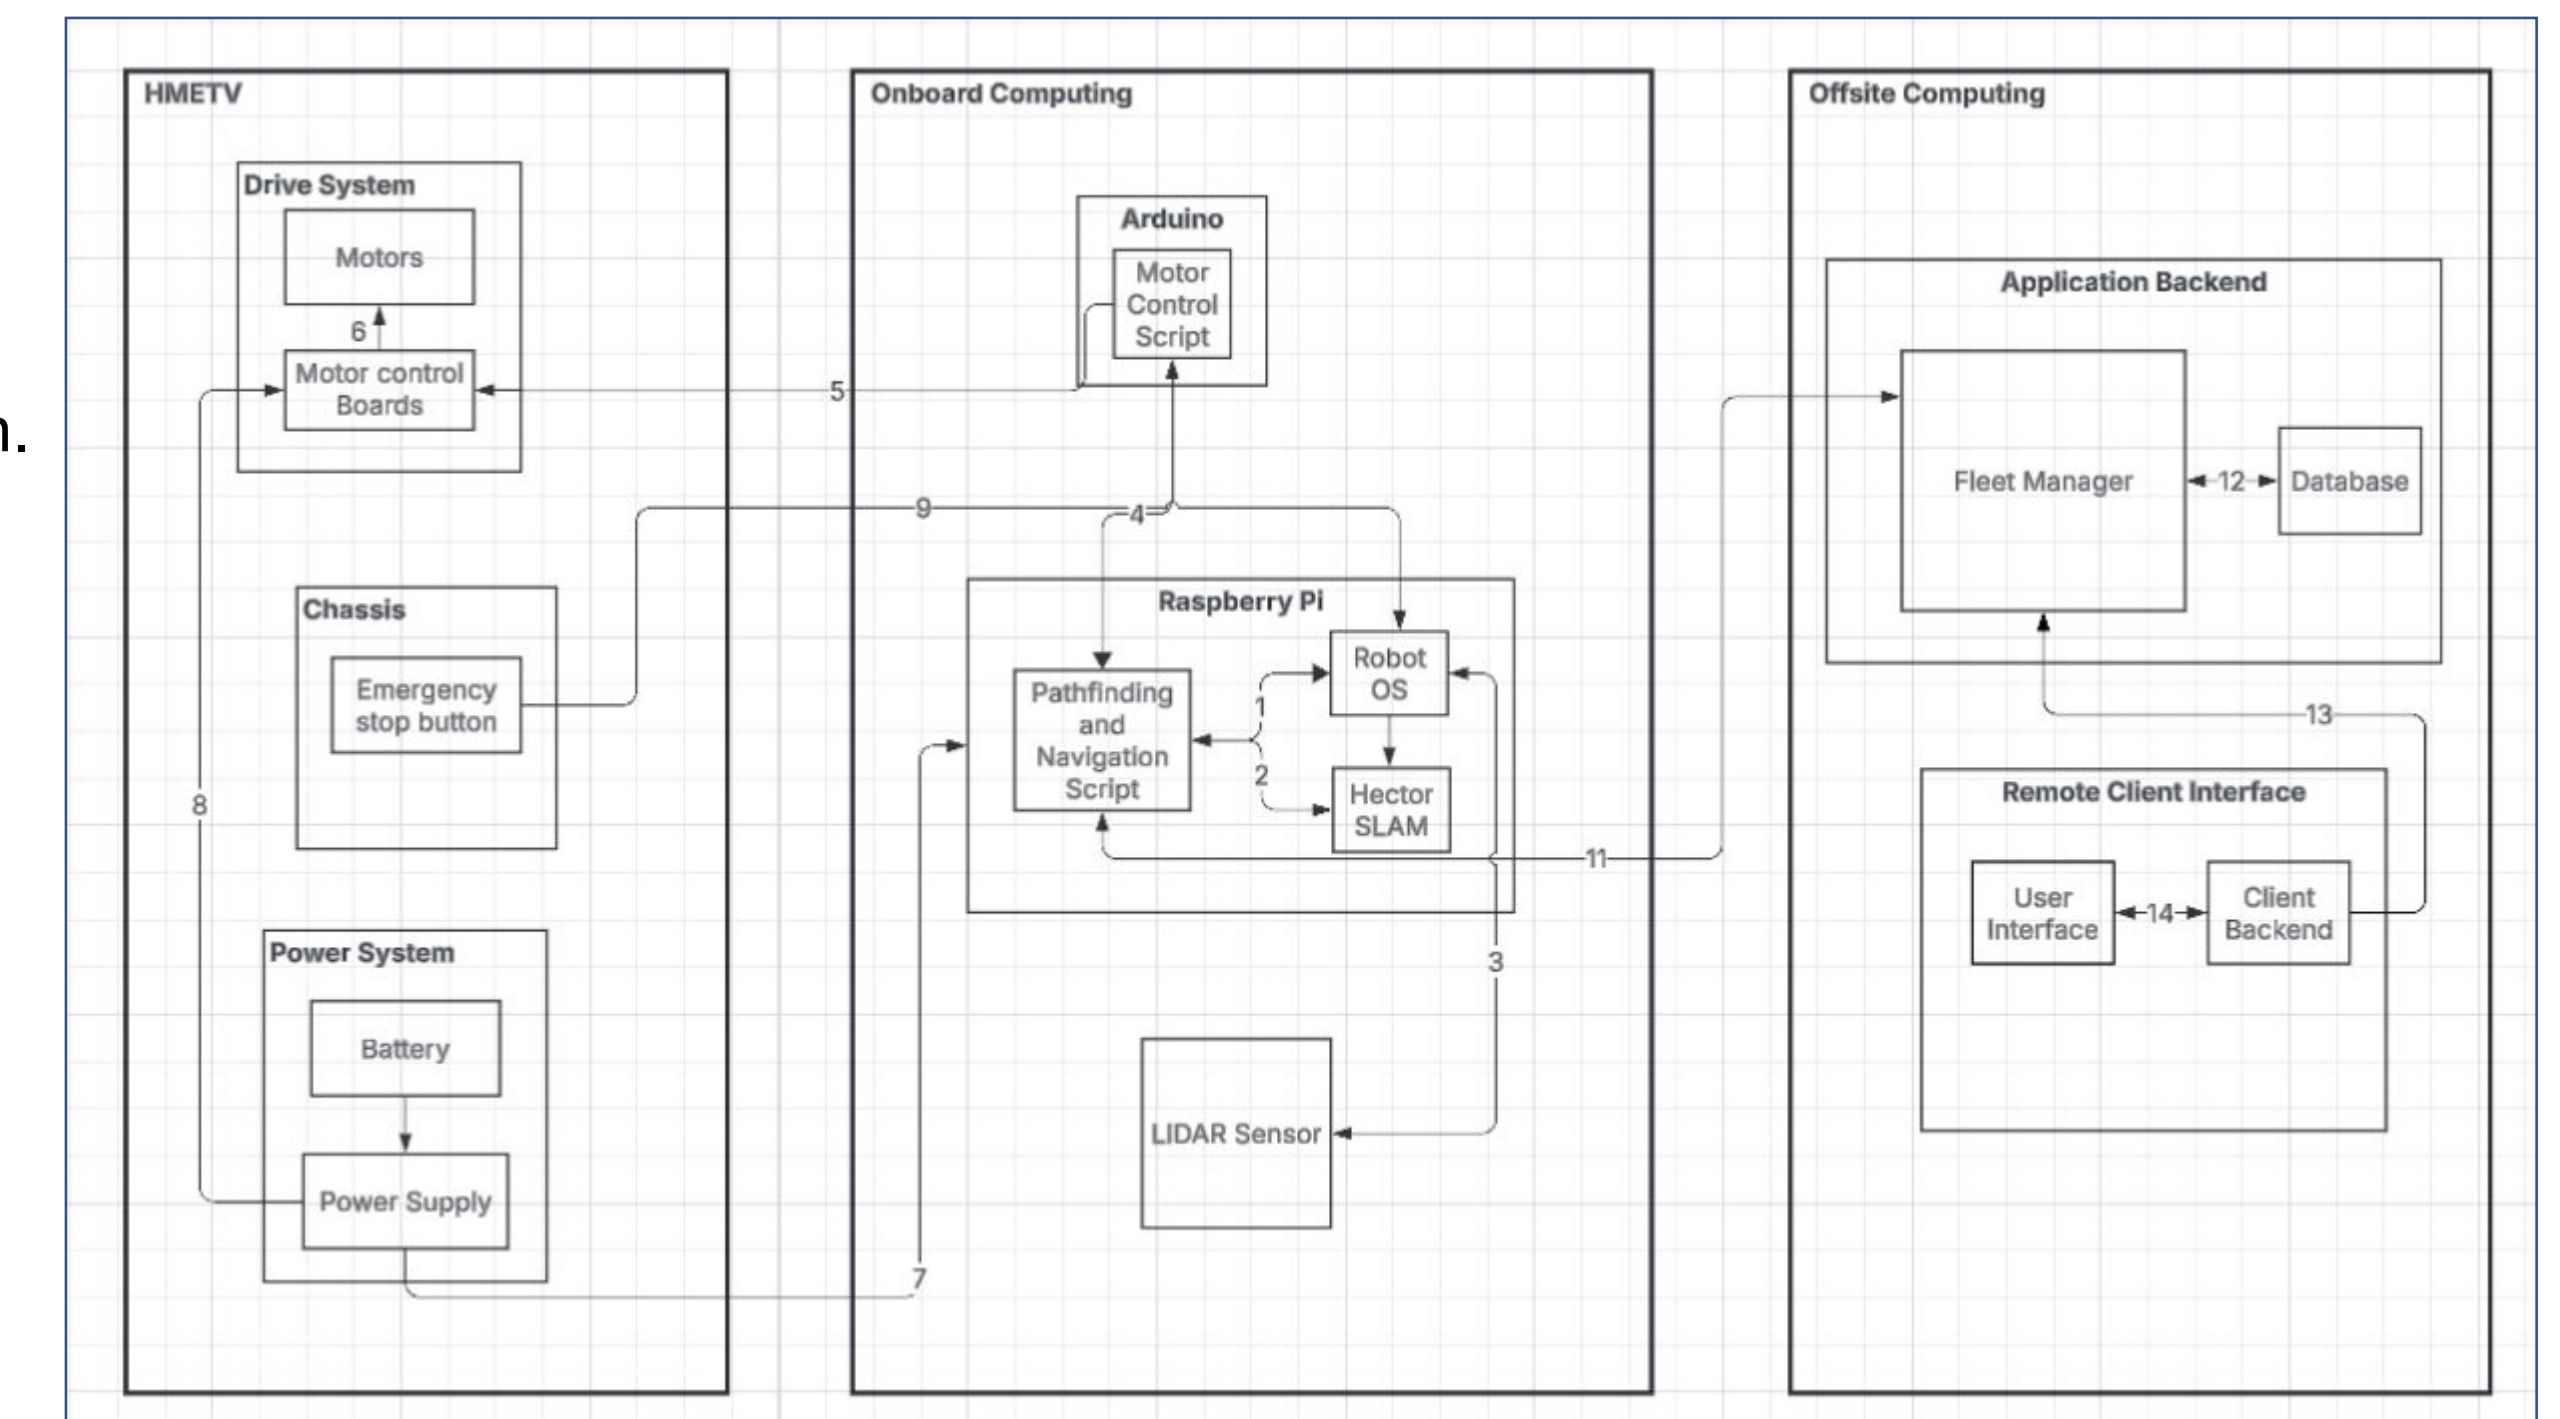 n.
HMETV
Drive System
Motors
6
Motor control
Boards
8
Chassis
Emergency
stop button
Power System
Battery
Power Supply
Onboard Computing
Arduino
Motor
Control
Script
5
9
4
Raspberry Pi
Pathfinding
and
Navigation
Script
1
2
Robot
OS
Hector
SLAM
11
3
LIDAR Sensor
7
Offsite Computing
Application Backend
Fleet Manager
12
Database
13
Remote Client Interface
User
Interface
14
Client
Backend